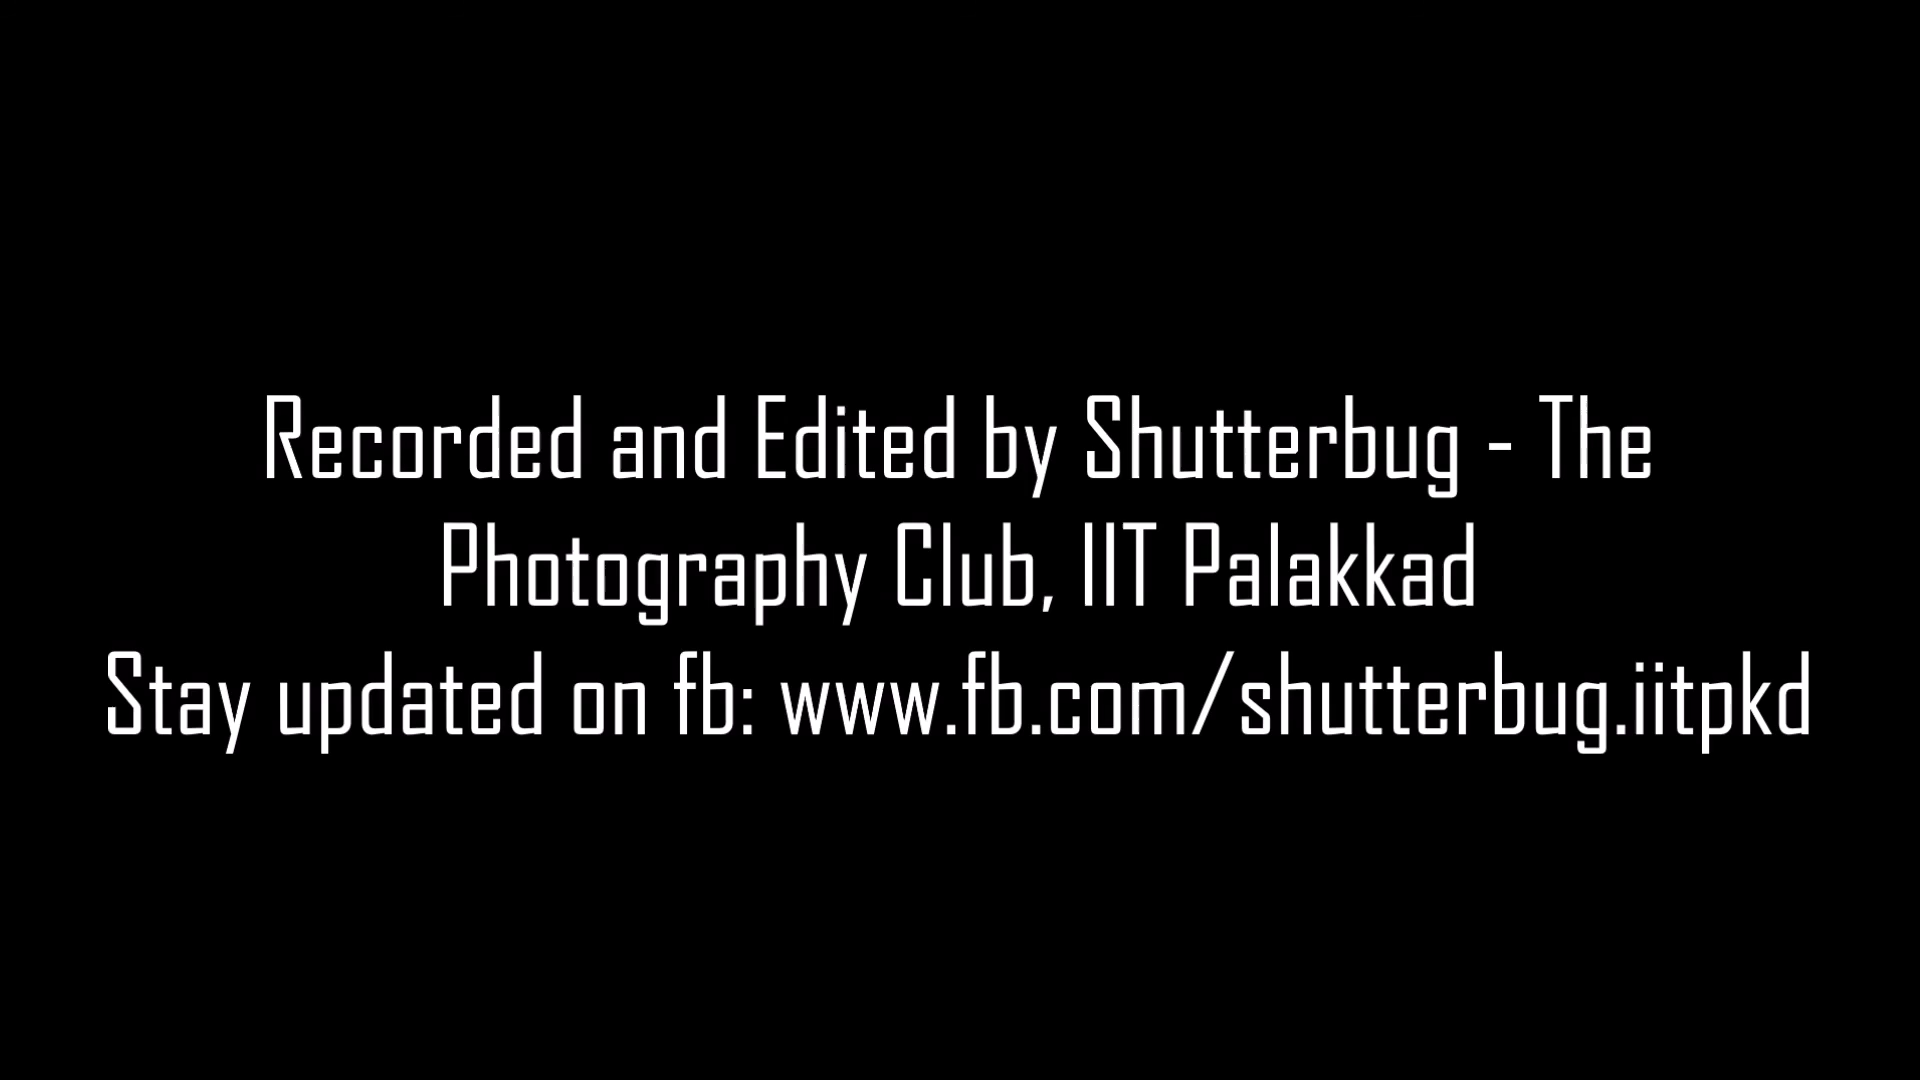 Recorded and Edited by Shutterbug - The
Photography Club, IIT Palakkad
Stay updated on fb: www.fb.com/shutterbug.iitpkd